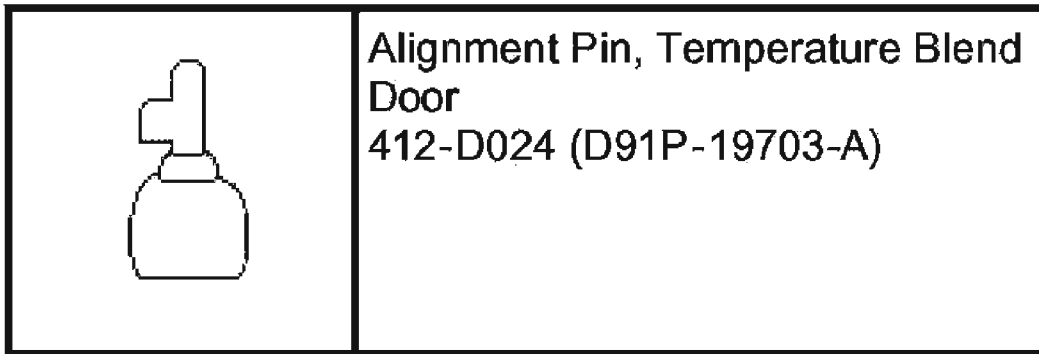 Alignment Pin, Temperature Blend
Door
412-D024 (D91P-19703-A)